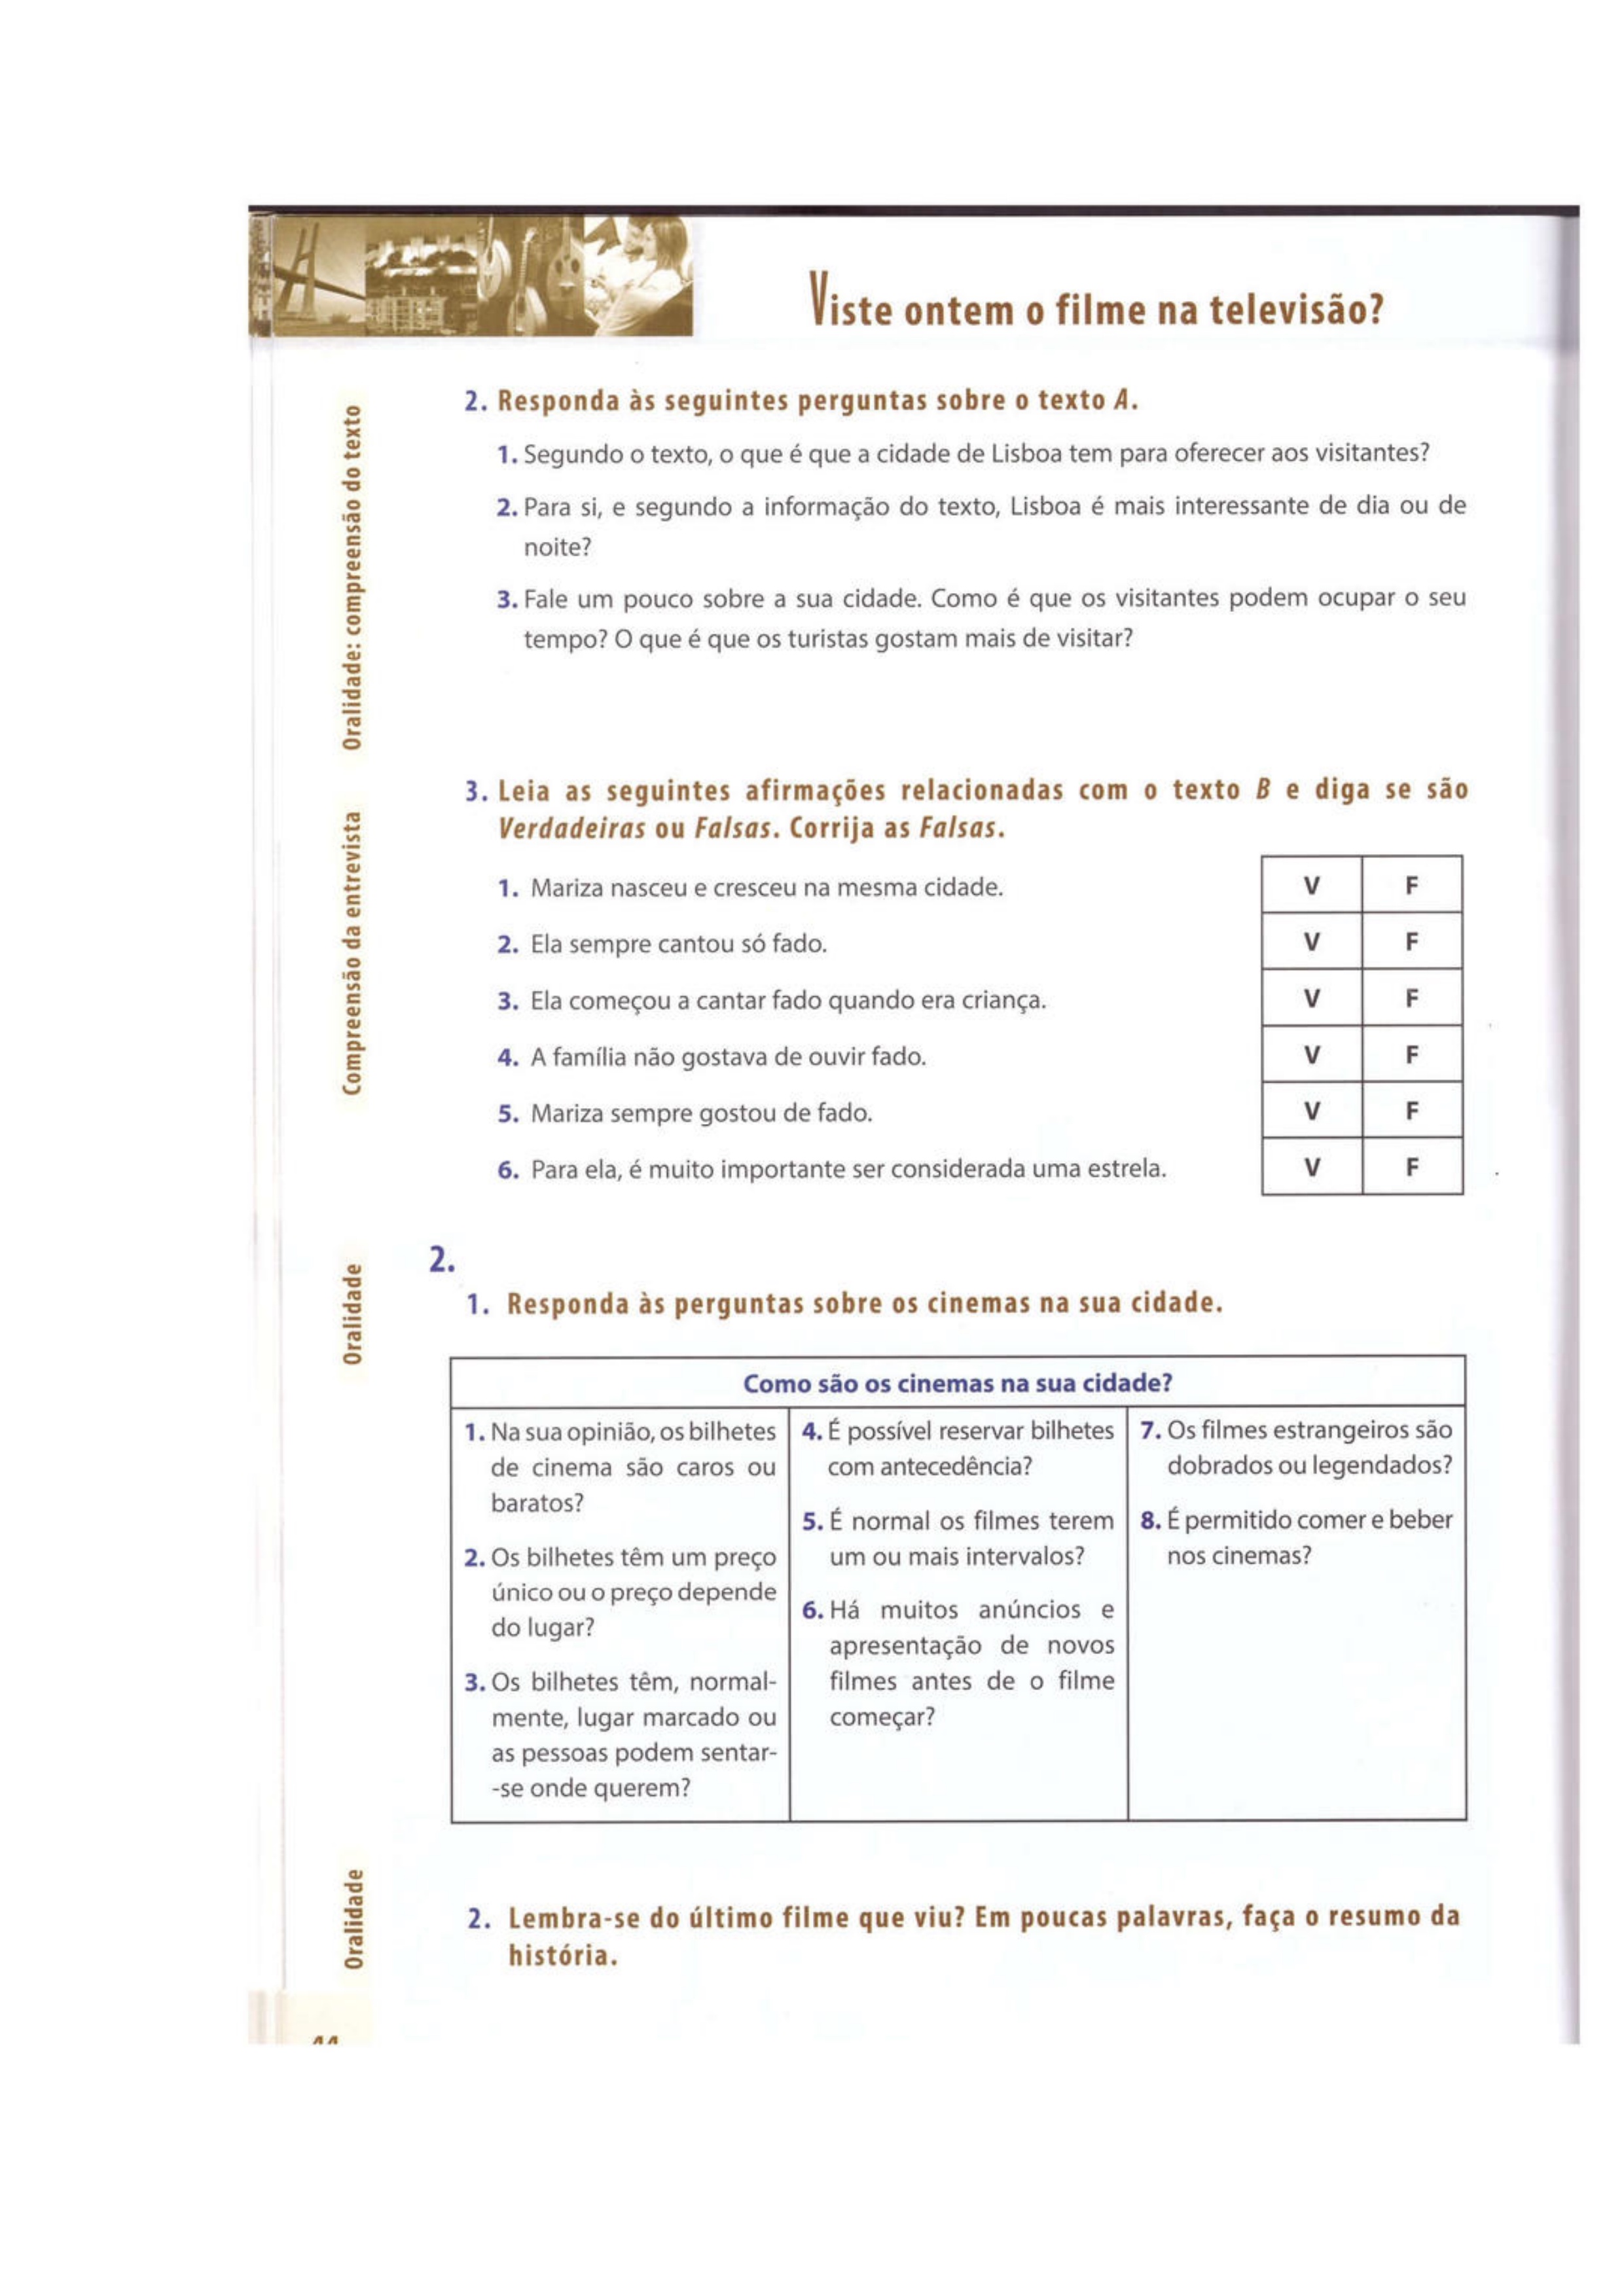 Viste ontem o filme na televisão?
Oralidade: compreensão do texto
2. Responda às seguintes perguntas sobre o texto A.
1. Segundo o texto, o que é que a cidade de Lisboa tem para oferecer aos visitantes?
2. Para si, e segundo a informação do texto, Lisboa é mais interessante de dia ou de
noite?
3. Fale um pouco sobre a sua cidade. Como é que os visitantes podem ocupar o seu
tempo? O que é que os turistas gostam mais de visitar?
Compreensão da entrevista
3. Leia as seguintes afirmações relacionadas com o texto B e diga se são
Verdadeiras ou Falsas. Corrija as Falsas.
1. Mariza nasceu e cresceu na mesma cidade. V F
2. Ela sempre cantou só fado. V F
3. Ela começou a cantar fado quando era criança. V F
4. A família não gostava de ouvir fado. V F
5. Mariza sempre gostou de fado. V F
6. Para ela, é muito importante ser considerada uma estrela. V F
Oralidade
2.
1. Responda às perguntas sobre os cinemas na sua cidade.
Como são os cinemas na sua cidade?
1. Na sua opinião, os bilhetes
de cinema são caros ou
baratos?
2. Os bilhetes têm um preço
único ou o preço depende
do lugar?
3. Os bilhetes têm, normal-
mente, lugar marcado ou
as pessoas podem sentar-
-se onde querem?
4. É possível reservar bilhetes
com antecedência?
5. É normal os filmes terem
um ou mais intervalos?
6. Há muitos anúncios e
apresentação de novos
filmes antes de o filme
começar?
7. Os filmes estrangeiros são
dobrados ou legendados?
8. É permitido comer e beber
nos cinemas?
Oralidade
2. Lembra-se do último filme que viu? Em poucas palavras, faça o resumo da
história.